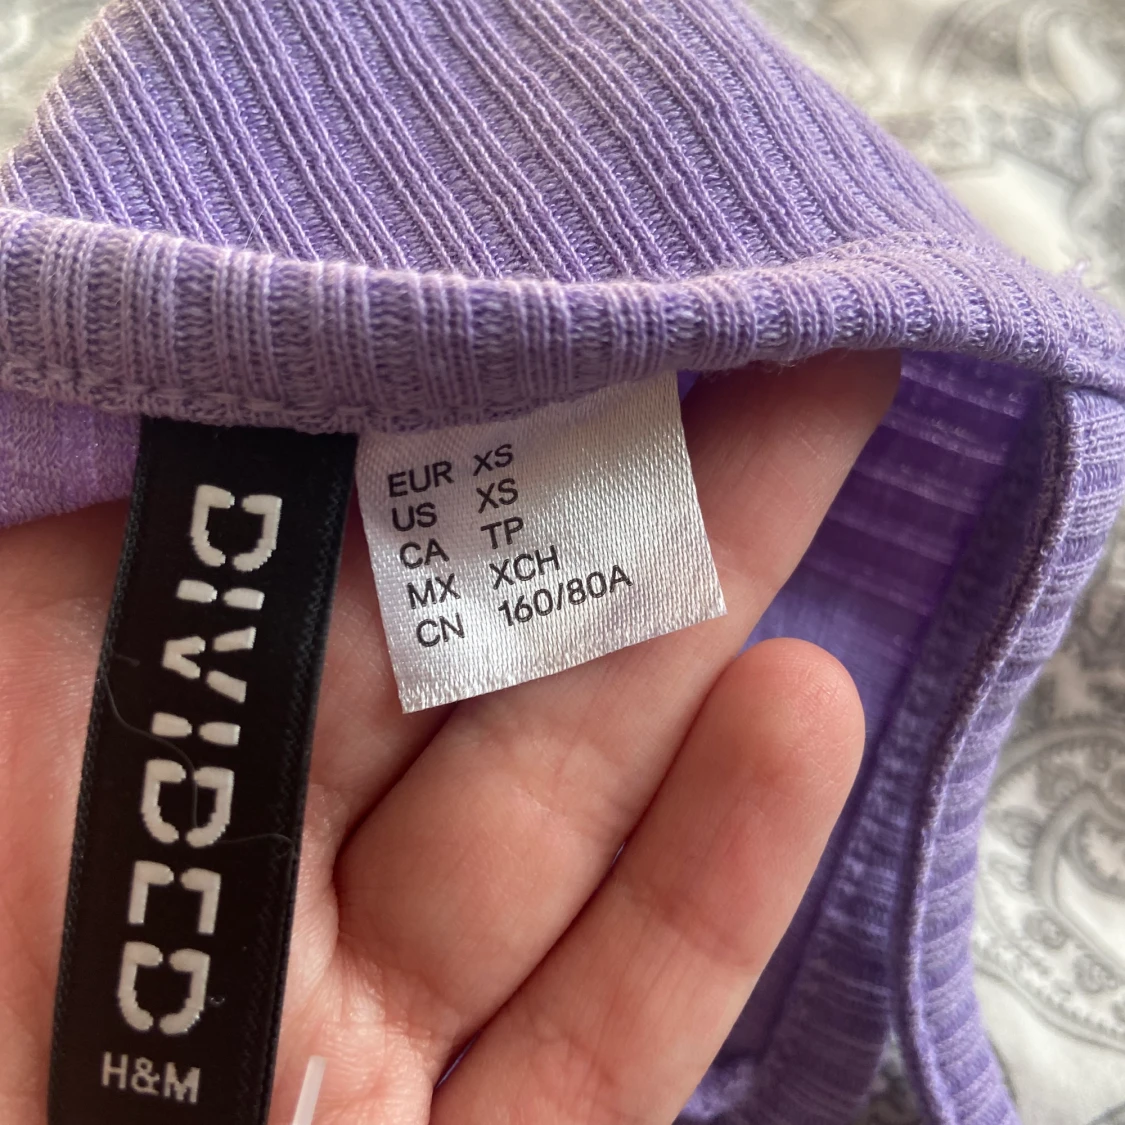 DIVIDED
H&M
EUR XS
US XS
CA TP
MX XCH
CN 160/80A